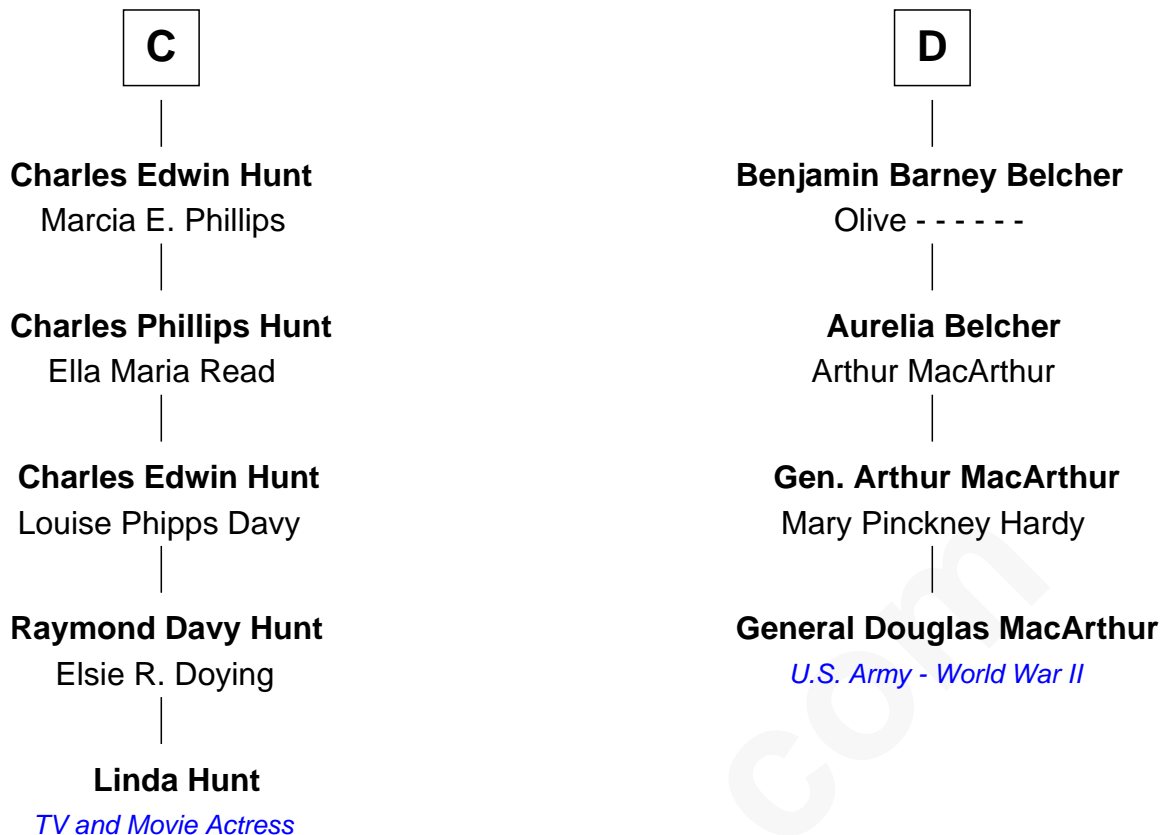 C
Charles Edwin Hunt
Marcia E. Phillips
Charles Phillips Hunt
Ella Maria Read
Charles Edwin Hunt
Louise Phipps Davy
Raymond Davy Hunt
Elsie R. Doying
Linda Hunt
TV and Movie Actress
D
Benjamin Barney Belcher
Olive - - - - - -
Aurelia Belcher
Arthur MacArthur
Gen. Arthur MacArthur
Mary Pinckney Hardy
General Douglas MacArthur
U.S. Army - World War II
com